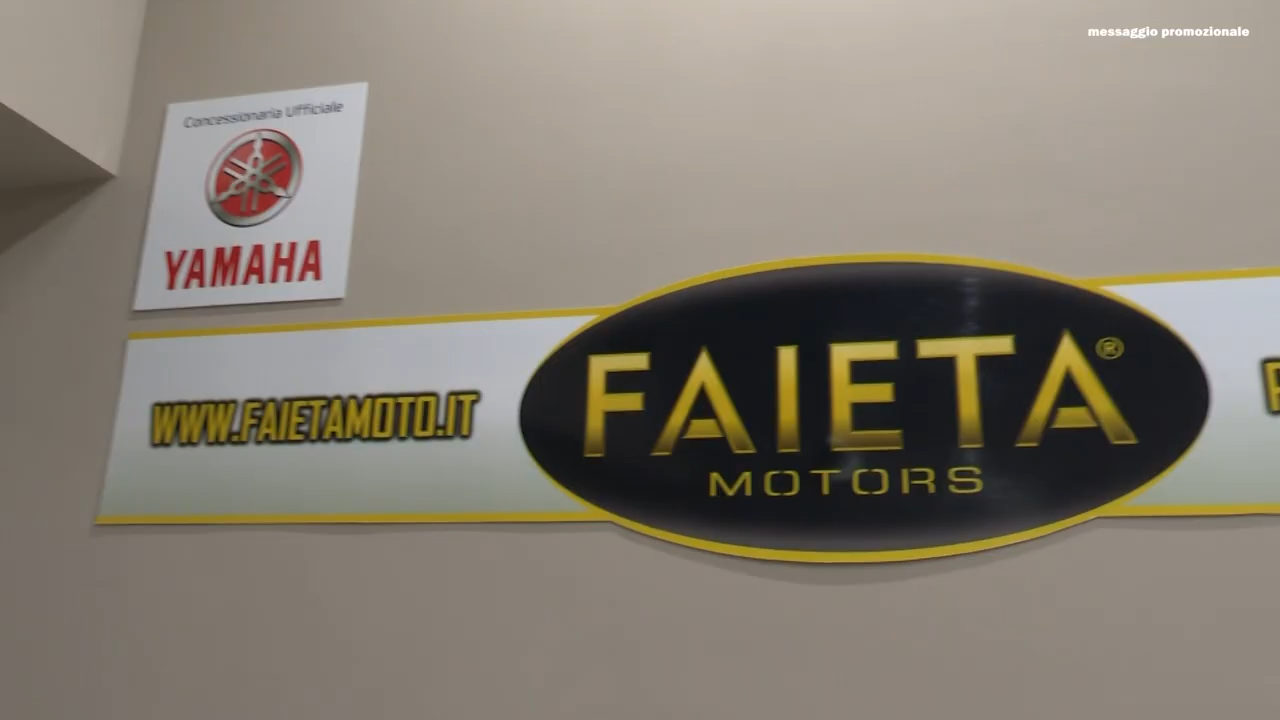 messaggio promozionale
Concessionaria Ufficiale
YAMAHA
WWW.FAIETAMOTO.IT
FAIETA®
MOTORS